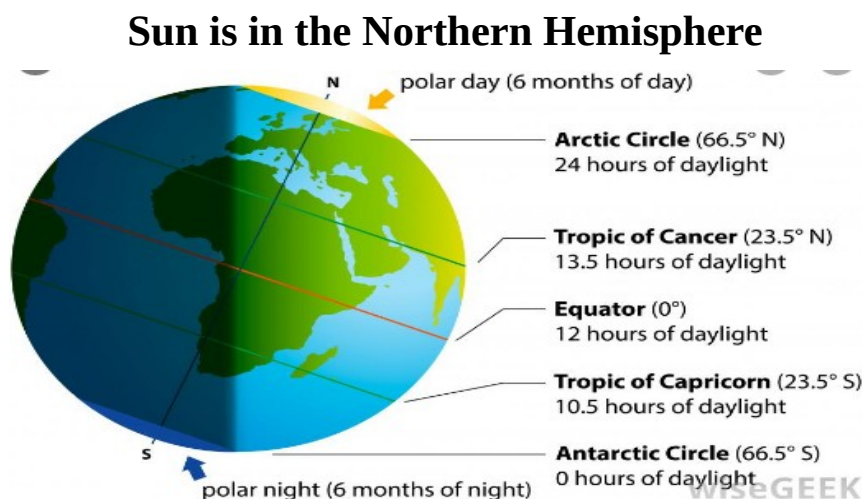 Sun is in the Northern Hemisphere
N
polar day (6 months of day)
Arctic Circle (66.5° N)
24 hours of daylight
Tropic of Cancer (23.5° N)
13.5 hours of daylight
Equator (0°)
12 hours of daylight
Tropic of Capricorn (23.5° S)
10.5 hours of daylight
Antarctic Circle (66.5° S)
0 hours of daylight
S
polar night (6 months of night)
wiseGEEK